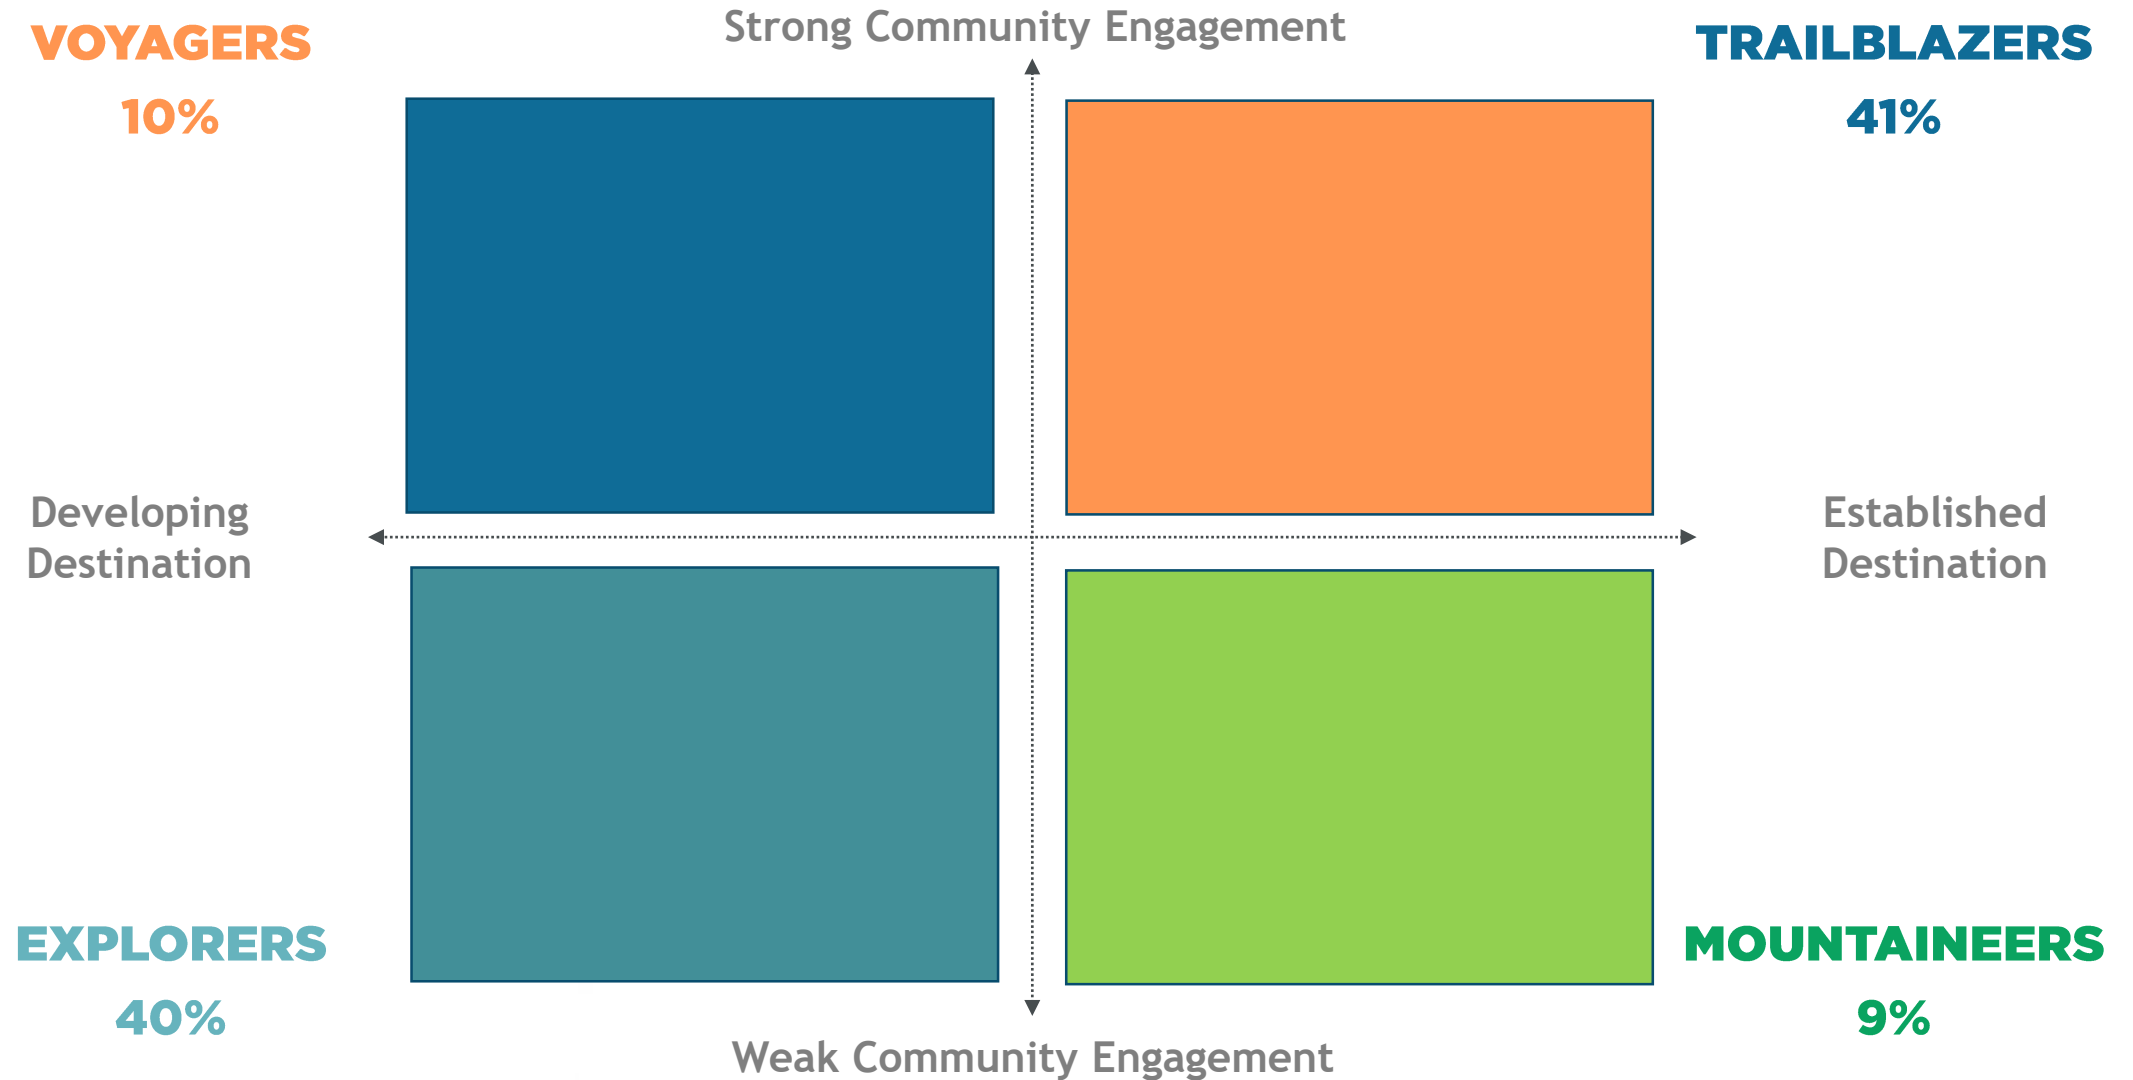 Strong Community Engagement
VOYAGERS
10%
TRAILBLAZERS
41%
Developing
Destination
Established
Destination
EXPLORERS
40%
MOUNTAINEERS
9%
Weak Community Engagement